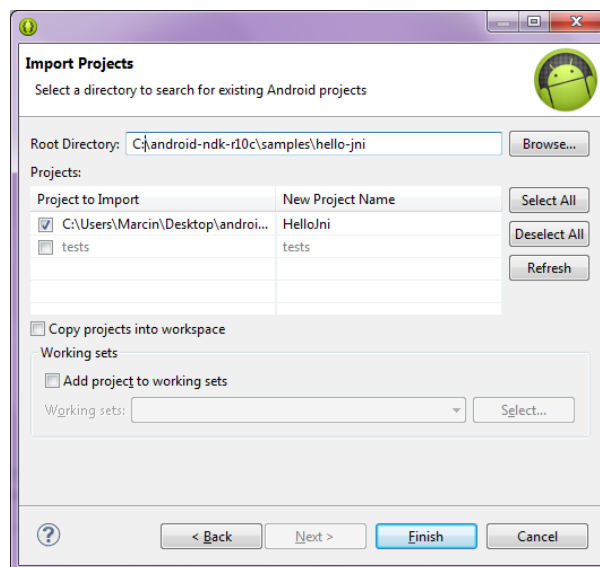 Import Projects
Select a directory to search for existing Android projects
Root Directory: C:\android-ndk-r10c\samples\hello-jni Browse...
Projects:
Project to Import New Project Name Select All
C:\Users\Marcin\Desktop\androi... HelloJni
Deselect All
tests tests
Refresh
Copy projects into workspace
Working sets
Add project to working sets
Working sets: Select...
? < Back Next > Finish Cancel